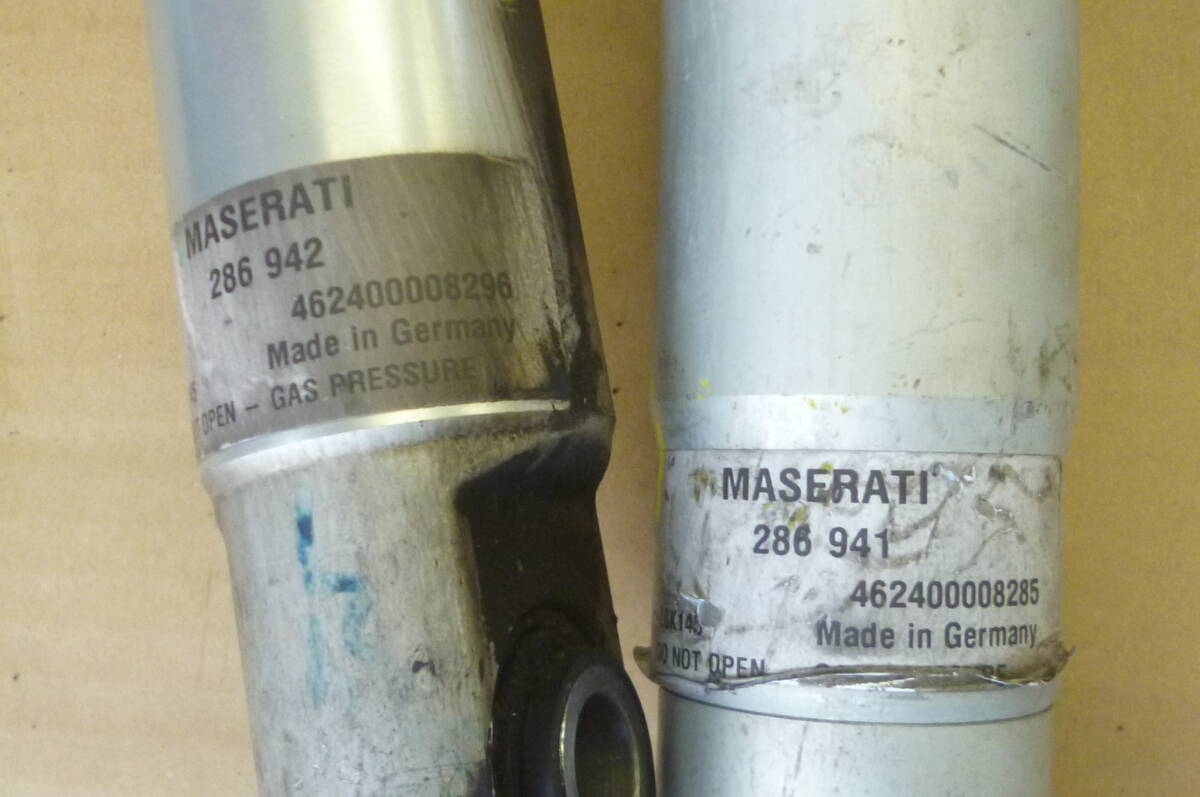 MASERATI
286 942
462400008296
Made in Germany
OPEN – GAS PRESSURE
MASERATI
286 941
462400008285
Made in Germany
DO NOT OPEN